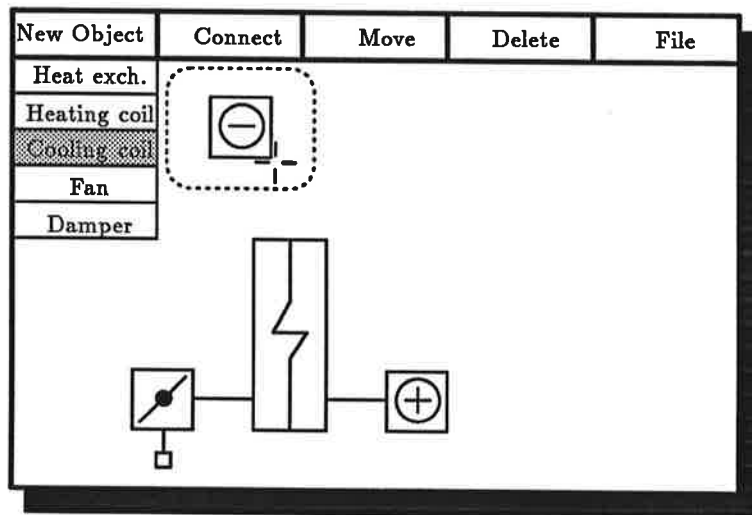 New Object Connect Move Delete File
Heat exch.
Heating coil
Cooling coil
Fan
Damper